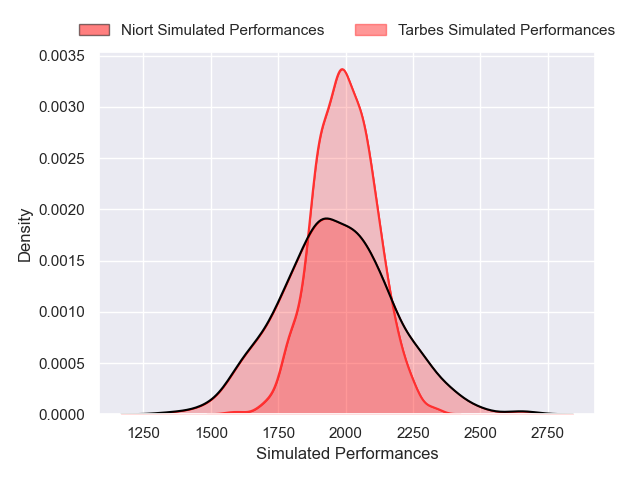 Niort Simulated Performances Tarbes Simulated Performances
0.0035
0.0030
0.0025
0.0020
0.0015
0.0010
0.0005
0.0000
Density
1250 1500 1750 2000 2250 2500 2750
Simulated Performances